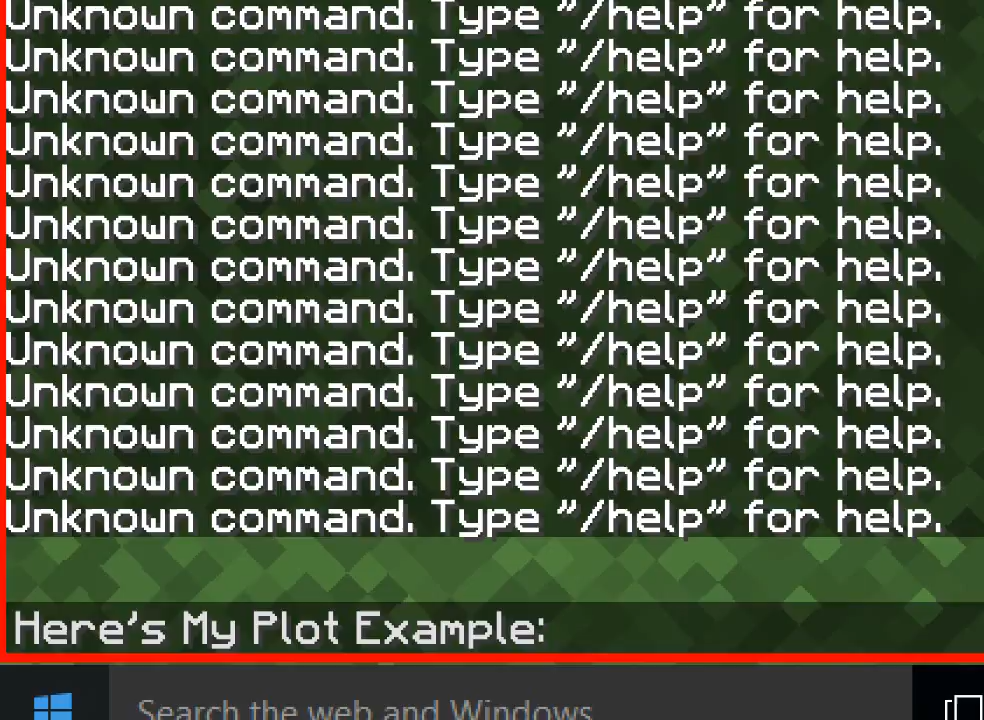 Unknown command. Type "/help" for help.
Unknown command. Type "/help" for help.
Unknown command. Type "/help" for help.
Unknown command. Type "/help" for help.
Unknown command. Type "/help" for help.
Unknown command. Type "/help" for help.
Unknown command. Type "/help" for help.
Unknown command. Type "/help" for help.
Unknown command. Type "/help" for help.
Unknown command. Type "/help" for help.
Unknown command. Type "/help" for help.
Unknown command. Type "/help" for help.
Unknown command. Type "/help" for help.
Here's My Plot Example:
Search the web and Windows